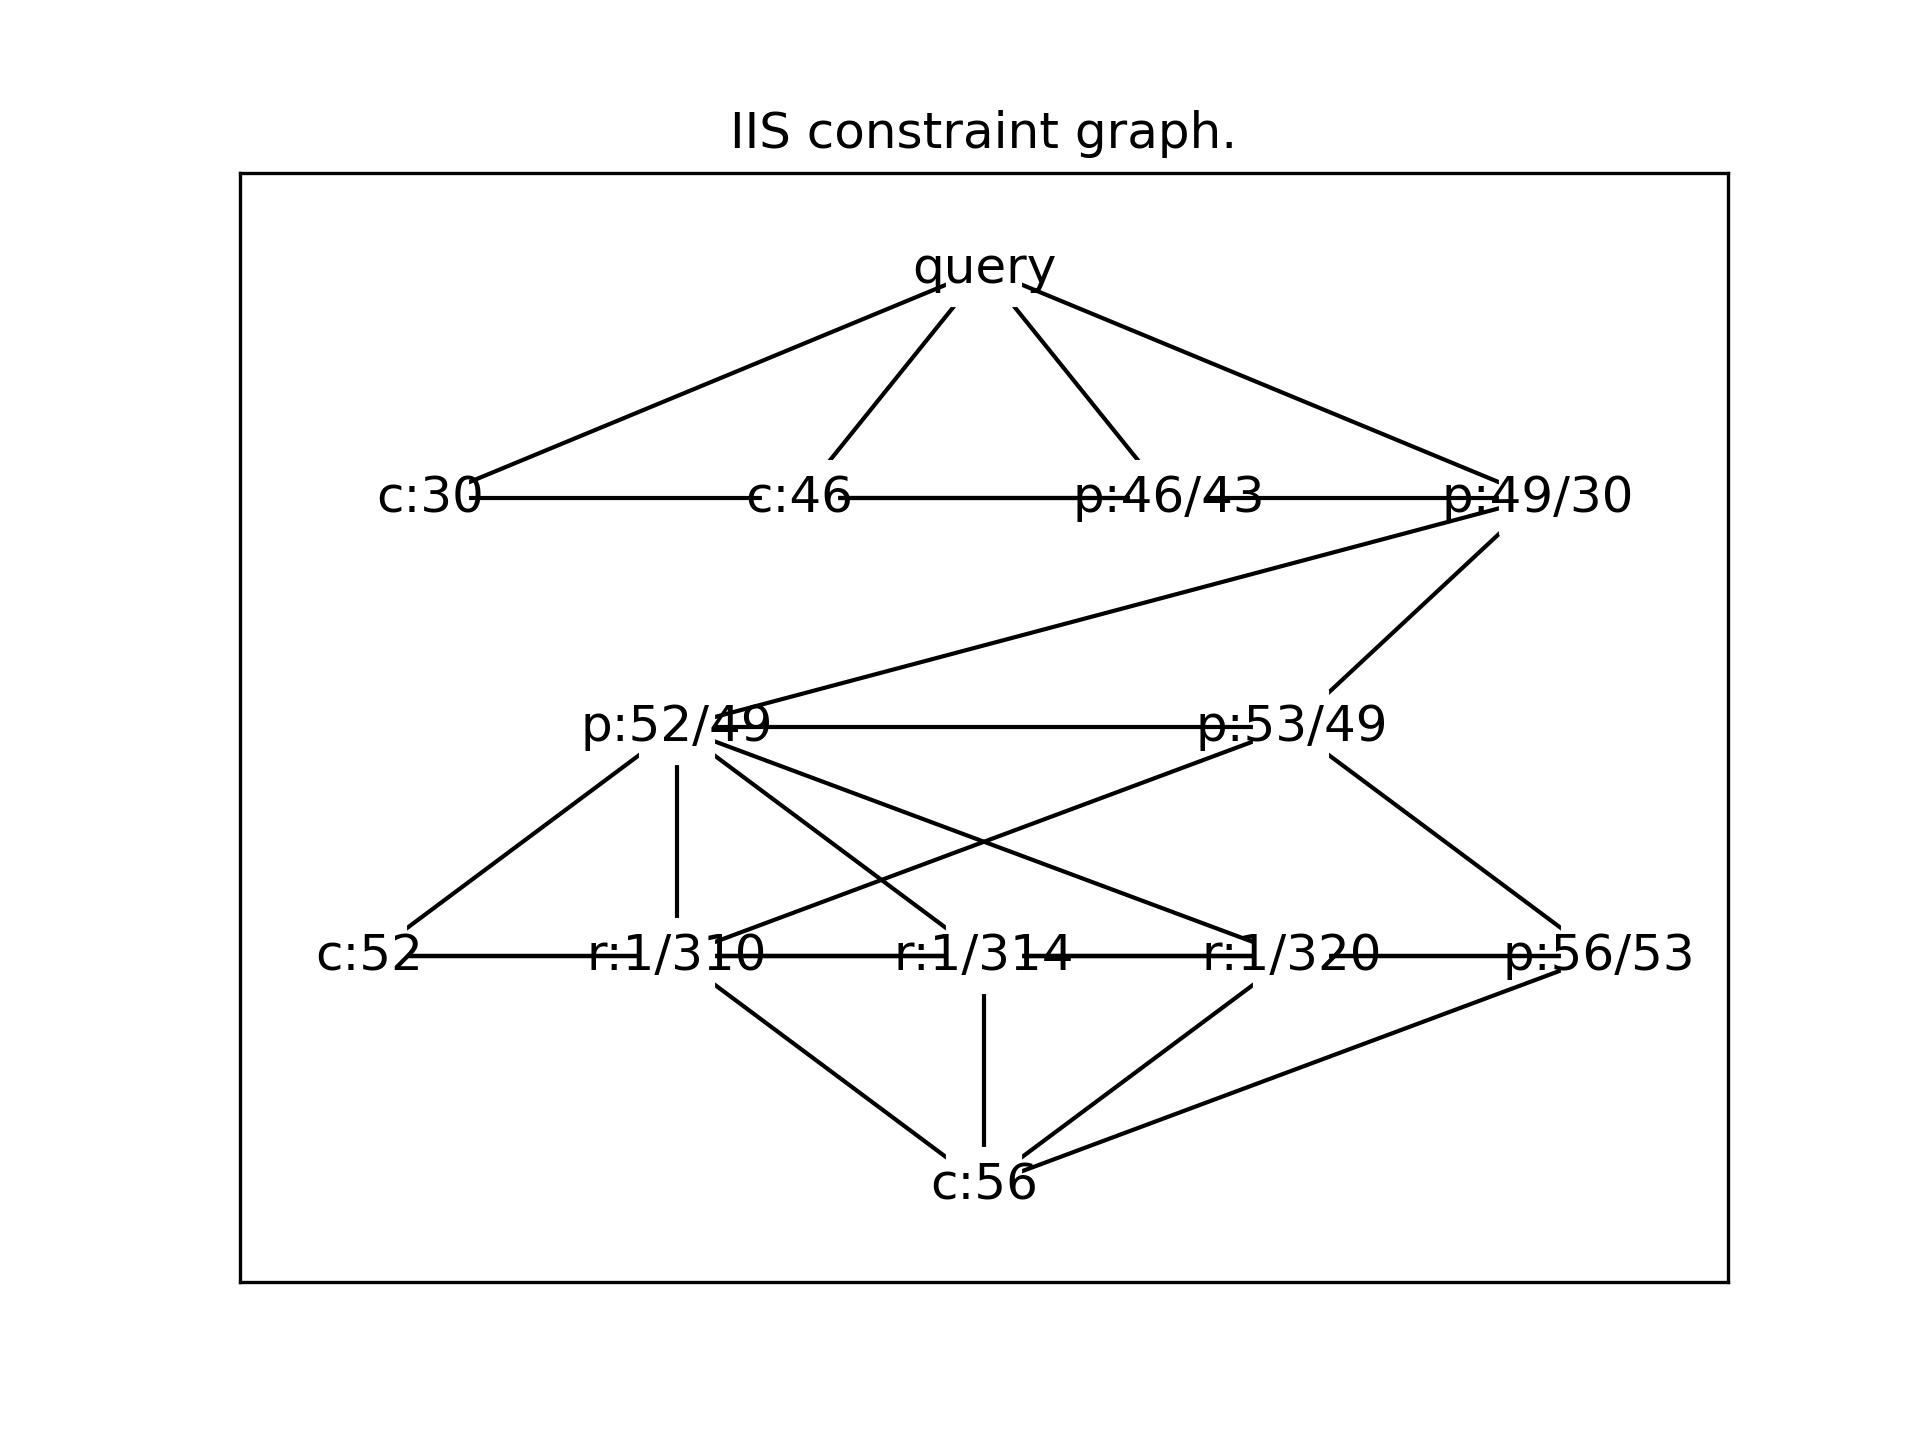 IIS constraint graph.
query
c:30 c:46 p:46/43 p:49/30
p:52/49 p:53/49
c:52 r:1/310 r:1/314 r:1/320 p:56/53
c:56